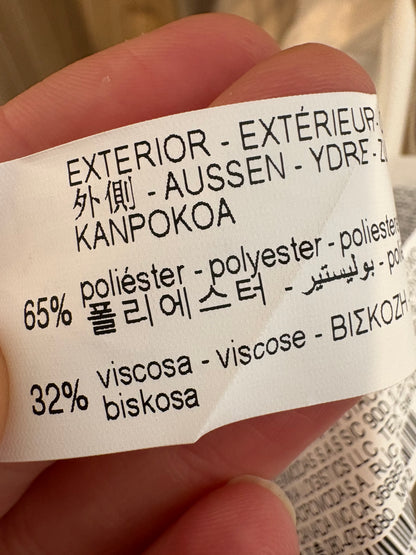 EXTERIOR - EXTÉRIEUR
外側 - AUSSEN - YDRE -
KANPOKOA
65% poliéster - polyester - poliester
폴리에스터 - بوليستير -
32% viscosa - viscose - ΒΙΣΚΟΖΗ
biskosa